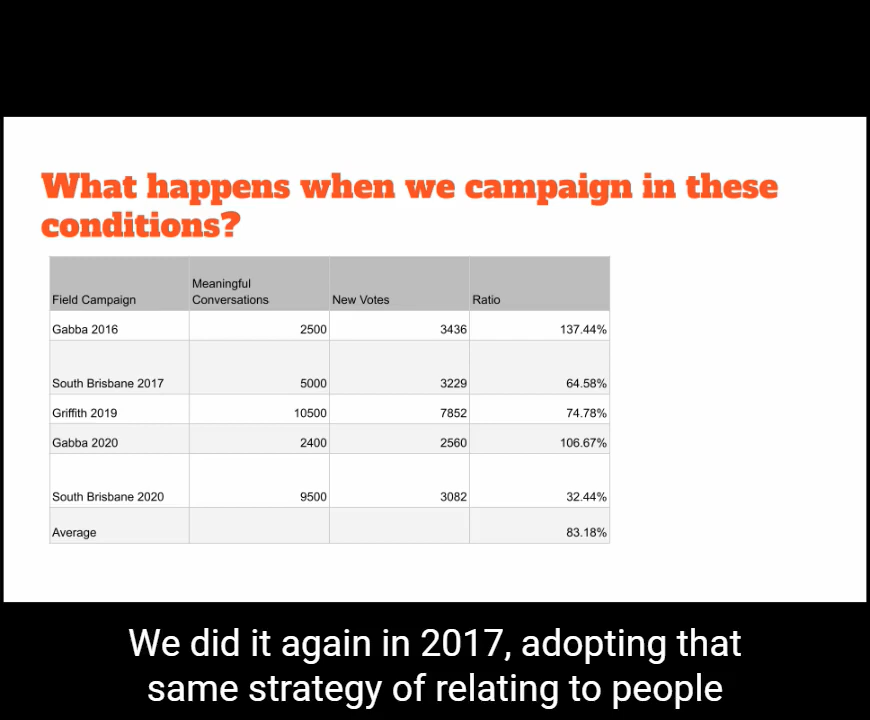 What happens when we campaign in these
conditions?
Field Campaign Meaningful Conversations New Votes Ratio
Gabba 2016 2500 3436 137.44%
South Brisbane 2017 5000 3229 64.58%
Griffith 2019 10500 7852 74.78%
Gabba 2020 2400 2560 106.67%
South Brisbane 2020 9500 3082 32.44%
Average 83.18%
We did it again in 2017, adopting that
same strategy of relating to people